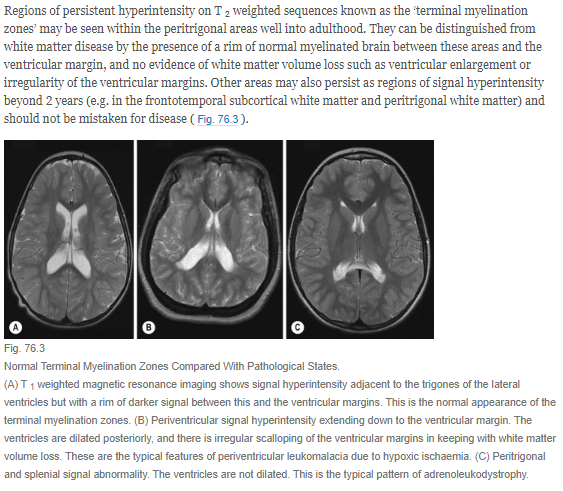 Regions of persistent hyperintensity on T 2 weighted sequences known as the ‘terminal myelination
zones’ may be seen within the peritrigonal areas well into adulthood. They can be distinguished from
white matter disease by the presence of a rim of normal myelinated brain between these areas and the
ventricular margin, and no evidence of white matter volume loss such as ventricular enlargement or
irregularity of the ventricular margins. Other areas may also persist as regions of signal hyperintensity
beyond 2 years (e.g. in the frontotemporal subcortical white matter and peritrigonal white matter) and
should not be mistaken for disease ( Fig. 76.3 ).
A B C
Fig. 76.3
Normal Terminal Myelination Zones Compared With Pathological States.
(A) T 1 weighted magnetic resonance imaging shows signal hyperintensity adjacent to the trigones of the lateral
ventricles but with a rim of darker signal between this and the ventricular margins. This is the normal appearance of the
terminal myelination zones. (B) Periventricular signal hyperintensity extending down to the ventricular margin. The
ventricles are dilated posteriorly, and there is irregular scalloping of the ventricular margins in keeping with white matter
volume loss. These are the typical features of periventricular leukomalacia due to hypoxic ischaemia. (C) Peritrigonal
and splenial signal abnormality. The ventricles are not dilated. This is the typical pattern of adrenoleukodystrophy.